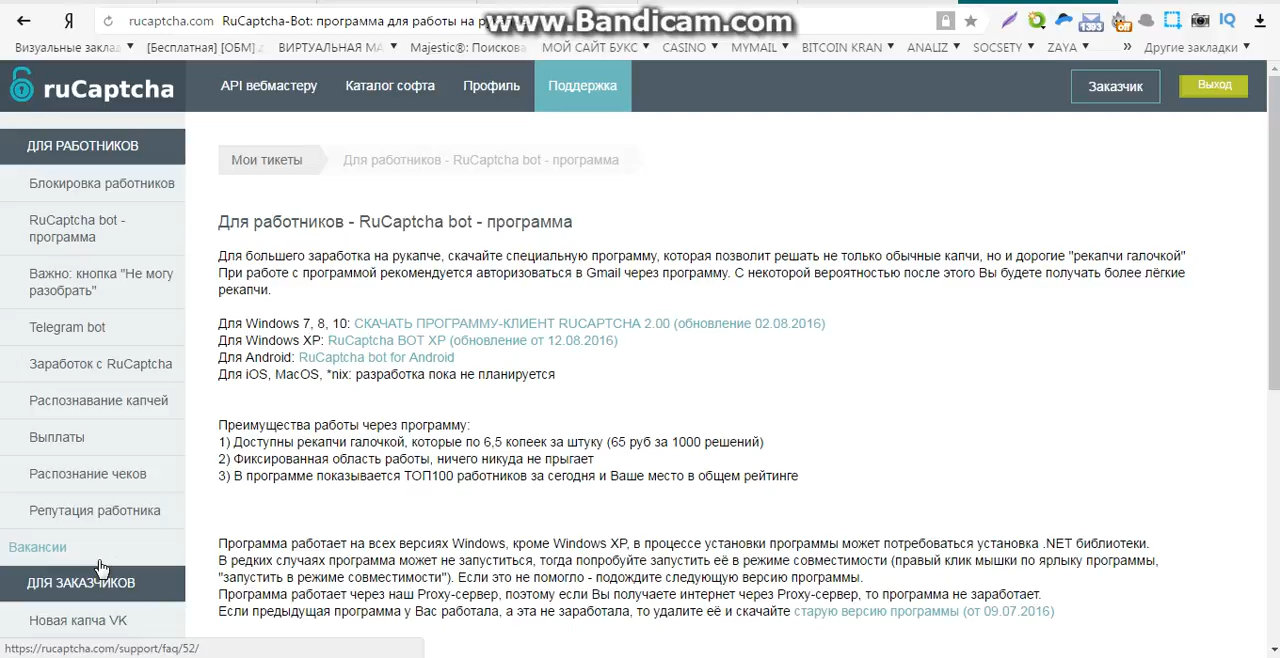 rucaptcha.com RuCaptcha-Bot: программа для работы на р
www.Bandicam.com
1393
off
IQ
Визуальные заклад
[Бесплатная] [ОБМ]
ВИРТУАЛЬНАЯ МА
Majestic®: Поискова
МОЙ САЙТ БУКС
CASINO
MYMAIL
BITCOIN KRAN
ANALIZ
SOCSETY
ZAYA
»
Другие закладки
ruCaptcha
API вебмастеру
Каталог софта
Профиль
Поддержка
Заказчик
Выход
ДЛЯ РАБОТНИКОВ
Блокировка работников
RuCaptcha bot -
программа
Важно: кнопка "Не могу
разобрать"
Telegram bot
Заработок с RuCaptcha
Распознавание капчей
Выплаты
Распознание чеков
Репутация работника
Вакансии
ДЛЯ ЗАКАЗЧИКОВ
Новая капча VK
Мои тикеты
Для работников - RuCaptcha bot - программа
Для работников - RuCaptcha bot - программа
Для большего заработка на рукапче, скачайте специальную программу, которая позволит решать не только обычные капчи, но и дорогие "рекапчи галочкой"
При работе с программой рекомендуется авторизоваться в Gmail через программу. С некоторой вероятностью после этого Вы будете получать более лёгкие
рекапчи.
Для Windows 7, 8, 10: СКАЧАТЬ ПРОГРАММУ-КЛИЕНТ RUCAPTCHA 2.00 (обновление 02.08.2016)
Для Windows XP: RuCaptcha BOT XP (обновление от 12.08.2016)
Для Android: RuCaptcha bot for Android
Для iOS, MacOS, *nix: разработка пока не планируется
Преимущества работы через программу:
1) Доступны рекапчи галочкой, которые по 6,5 копеек за штуку (65 руб за 1000 решений)
2) Фиксированная область работы, ничего никуда не прыгает
3) В программе показывается ТОП100 работников за сегодня и Ваше место в общем рейтинге
Программа работает на всех версиях Windows, кроме Windows XP, в процессе установки программы может потребоваться установка .NET библиотеки.
В редких случаях программа может не запуститься, тогда попробуйте запустить её в режиме совместимости (правый клик мышки по ярлыку программы,
"запустить в режиме совместимости"). Если это не помогло - подождите следующую версию программы.
Программа работает через наш Proxy-сервер, поэтому если Вы получаете интернет через Proxy-сервер, то программа не заработает.
Если предыдущая программа у Вас работала, а эта не заработала, то удалите её и скачайте старую версию программы (от 09.07.2016)
https://rucaptcha.com/support/faq/52/